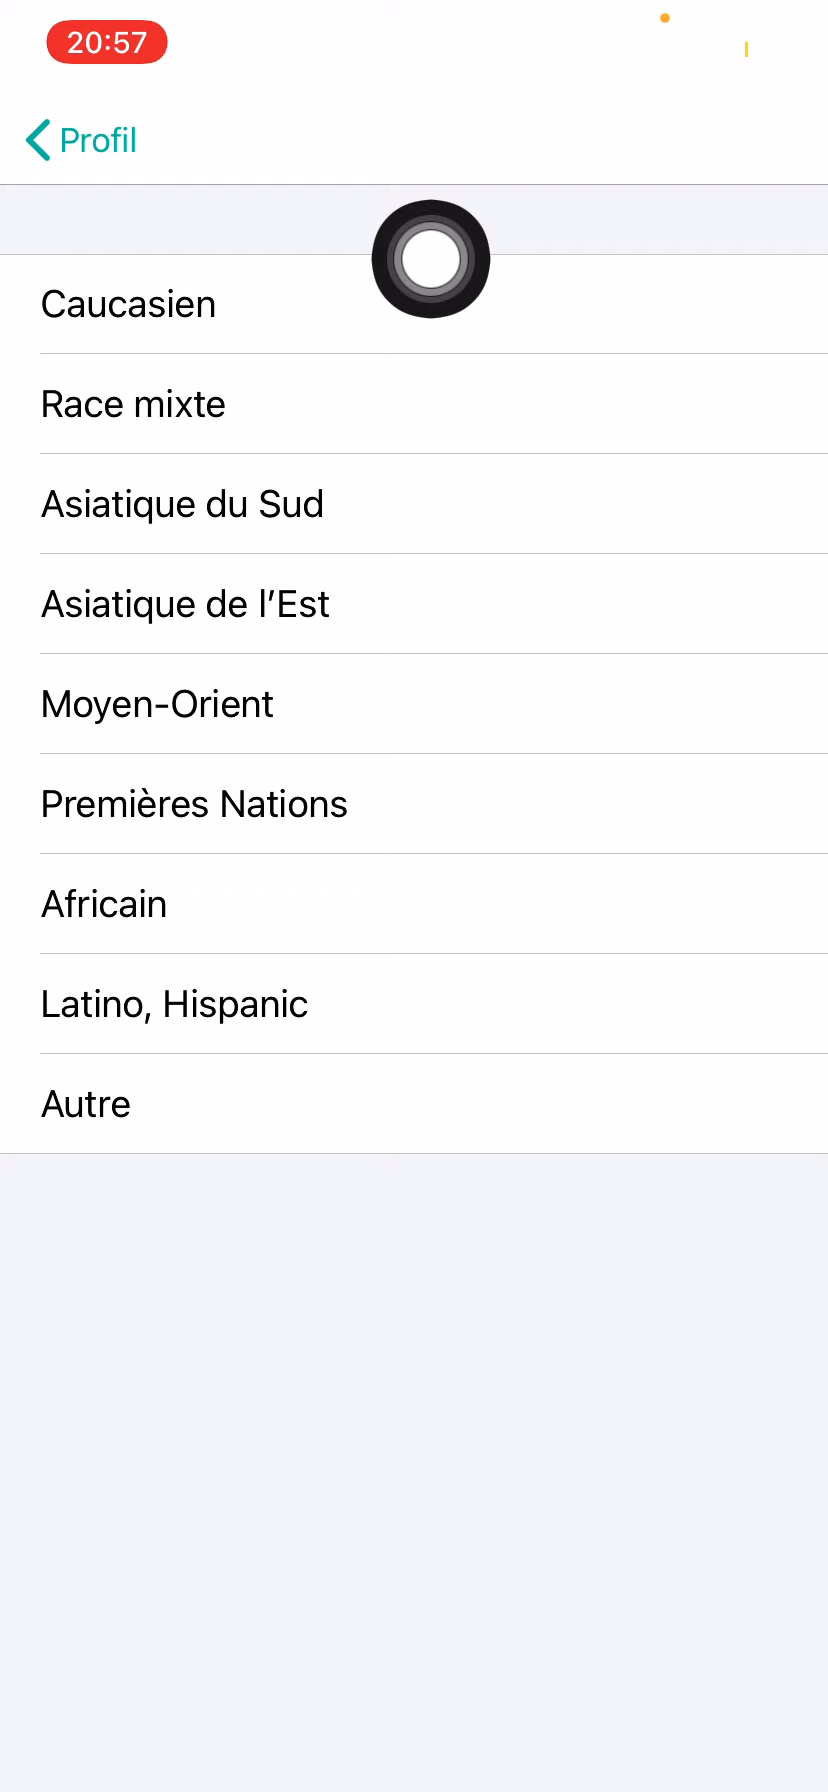 20:57
Profil
Caucasien
Race mixte
Asiatique du Sud
Asiatique de l’Est
Moyen-Orient
Premières Nations
Africain
Latino, Hispanic
Autre